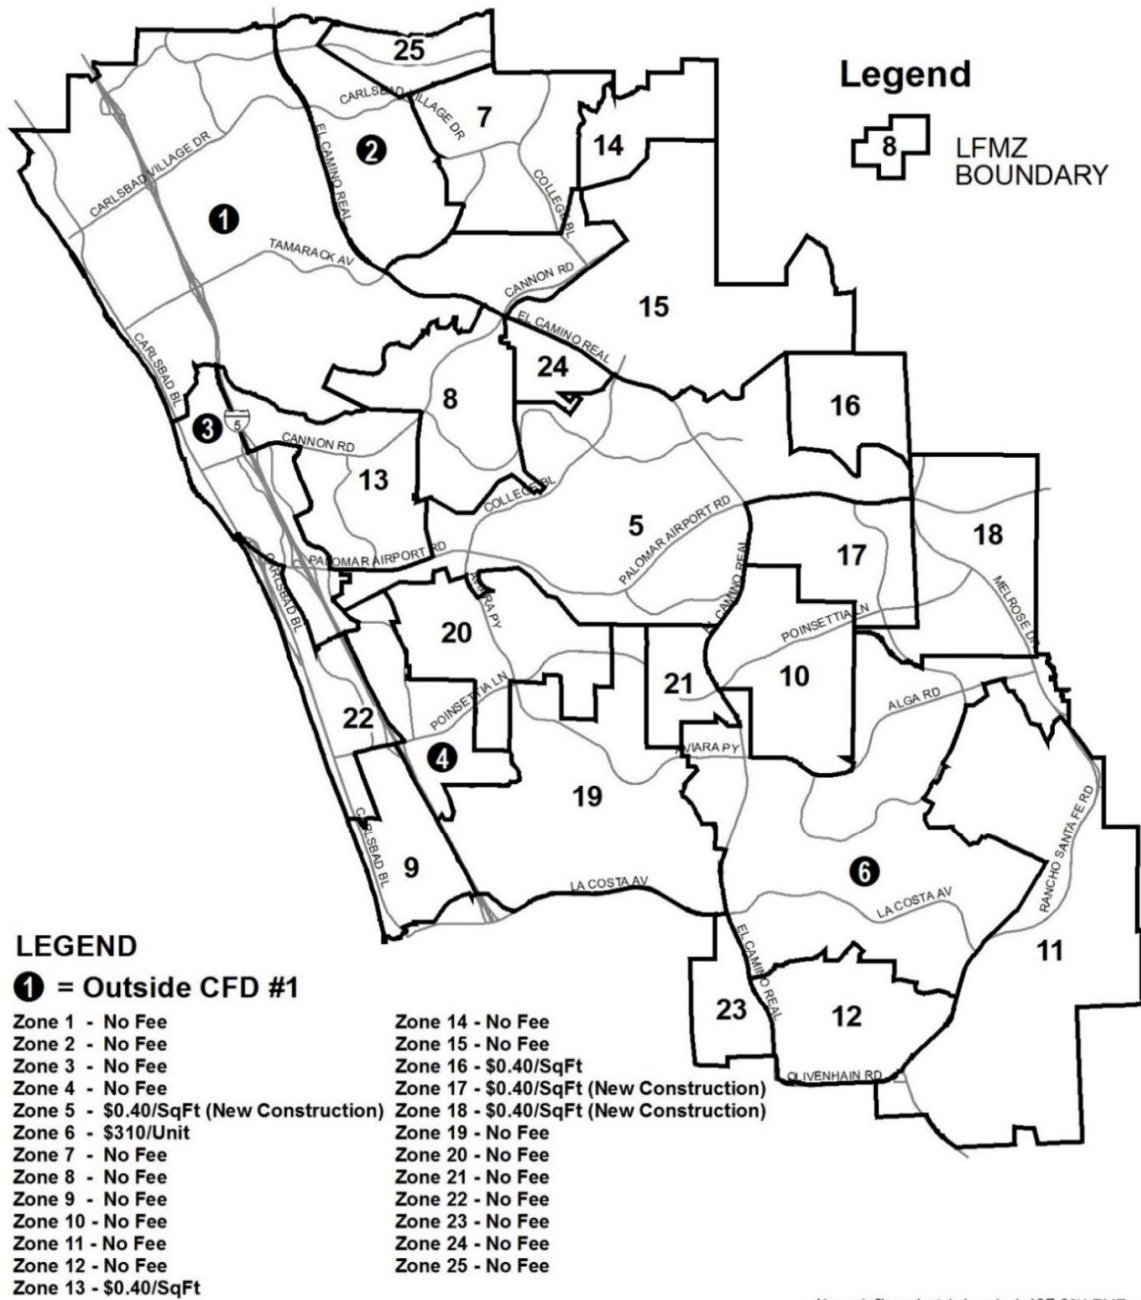 25
Legend
8
LFMZ
BOUNDARY
CARLSBAD VILLAGE DR
7
14
2
EL CAMINO REAL
COLLEGE BL
CARLSBAD VILLAGE DR
1
TAMARACK AV
CANNON RD
15
EL CAMINO REAL
CARLSBAD BL
24
8
16
3
5
CANNON RD
13
COLLEGE BL
5
PALOMAR AIRPORT RD
17
18
PALOMAR AIRPORT RD
CARLSBAD BL
AVIARA PY
EL CAMINO REAL
MELROSE DR
POINSETTIA LN
20
21
10
POINSETTIA LN
ALGA RD
22
4
AVIARA PY
19
CARLSBAD BL
9
RANCHO SANTA FE RD
6
LA COSTA AV
LA COSTA AV
EL CAMINO REAL
11
23
12
OLIVENHAIN RD
LEGEND
1 = Outside CFD #1
Zone 1 - No Fee
Zone 2 - No Fee
Zone 3 - No Fee
Zone 4 - No Fee
Zone 5 - $0.40/SqFt (New Construction)
Zone 6 - $310/Unit
Zone 7 - No Fee
Zone 8 - No Fee
Zone 9 - No Fee
Zone 10 - No Fee
Zone 11 - No Fee
Zone 12 - No Fee
Zone 13 - $0.40/SqFt
Zone 14 - No Fee
Zone 15 - No Fee
Zone 16 - $0.40/SqFt
Zone 17 - $0.40/SqFt (New Construction)
Zone 18 - $0.40/SqFt (New Construction)
Zone 19 - No Fee
Zone 20 - No Fee
Zone 21 - No Fee
Zone 22 - No Fee
Zone 23 - No Fee
Zone 24 - No Fee
Zone 25 - No Fee